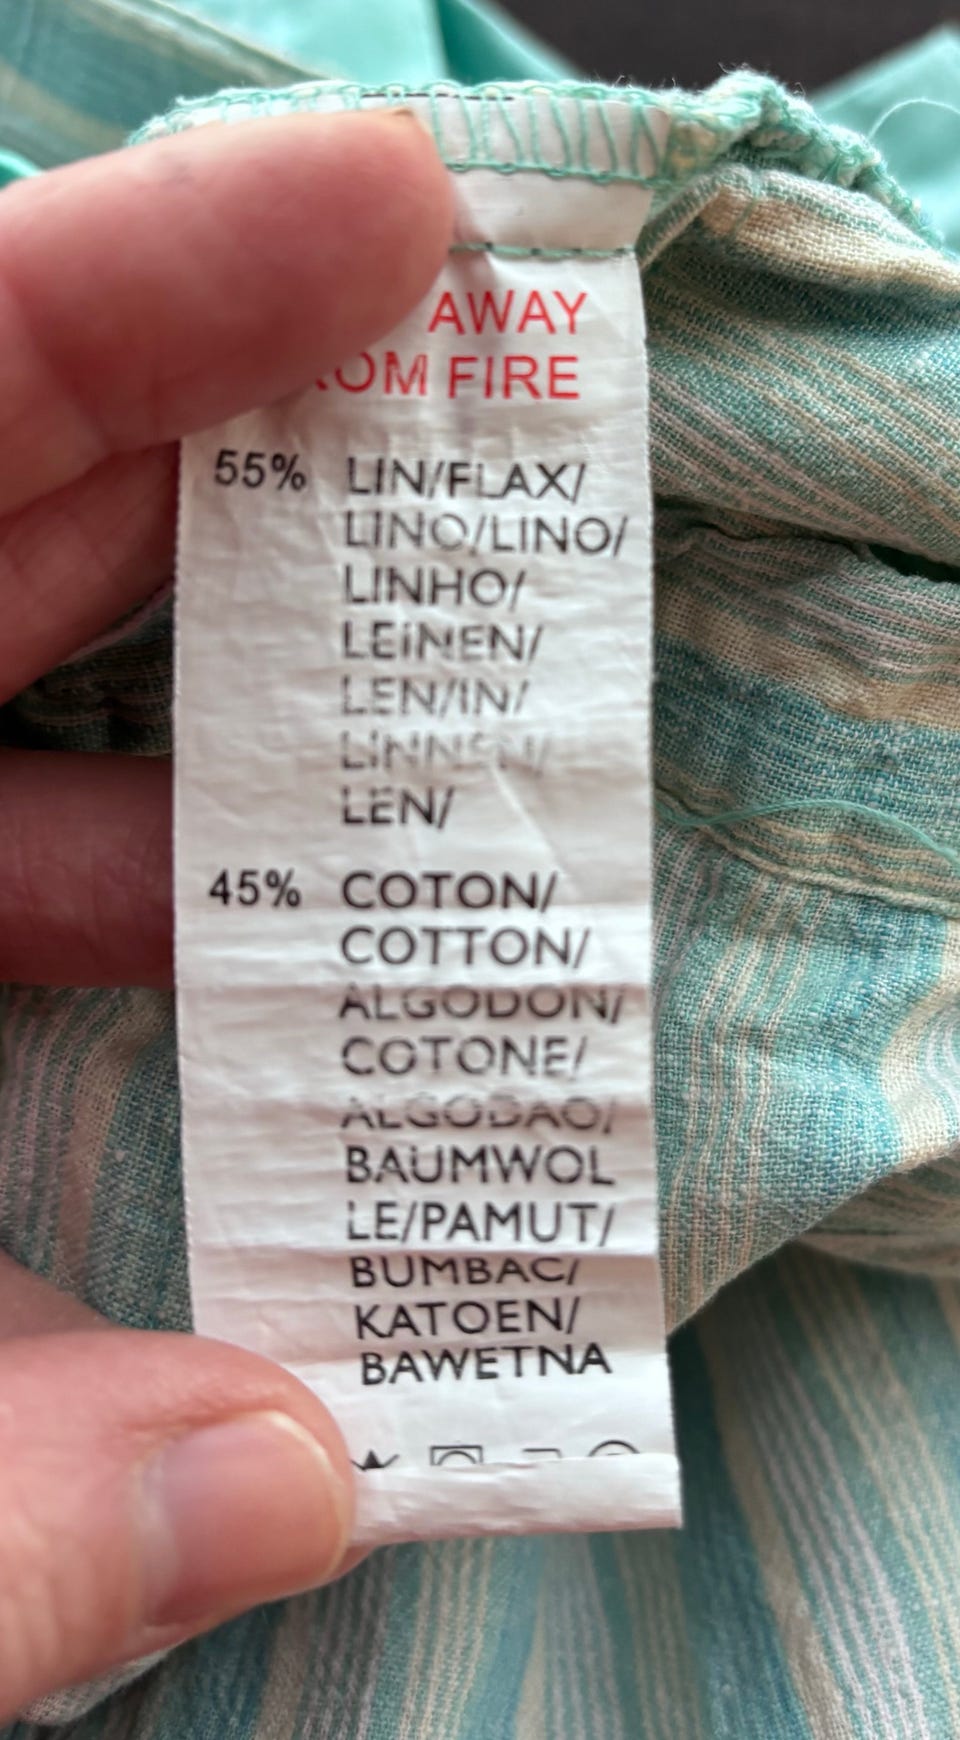 AWAY
FIRE
55% LIN/FLAX/
LINO/LINO/
LINHO/
LEINEN/
LEN/IN/
LINNEN/
LEN/
45% COTON/
COTTON/
ALGODON/
COTONE/
ALGODAO/
BAUMWOL
LE/PAMUT/
BUMBAC/
KATOEN/
BAWETNA